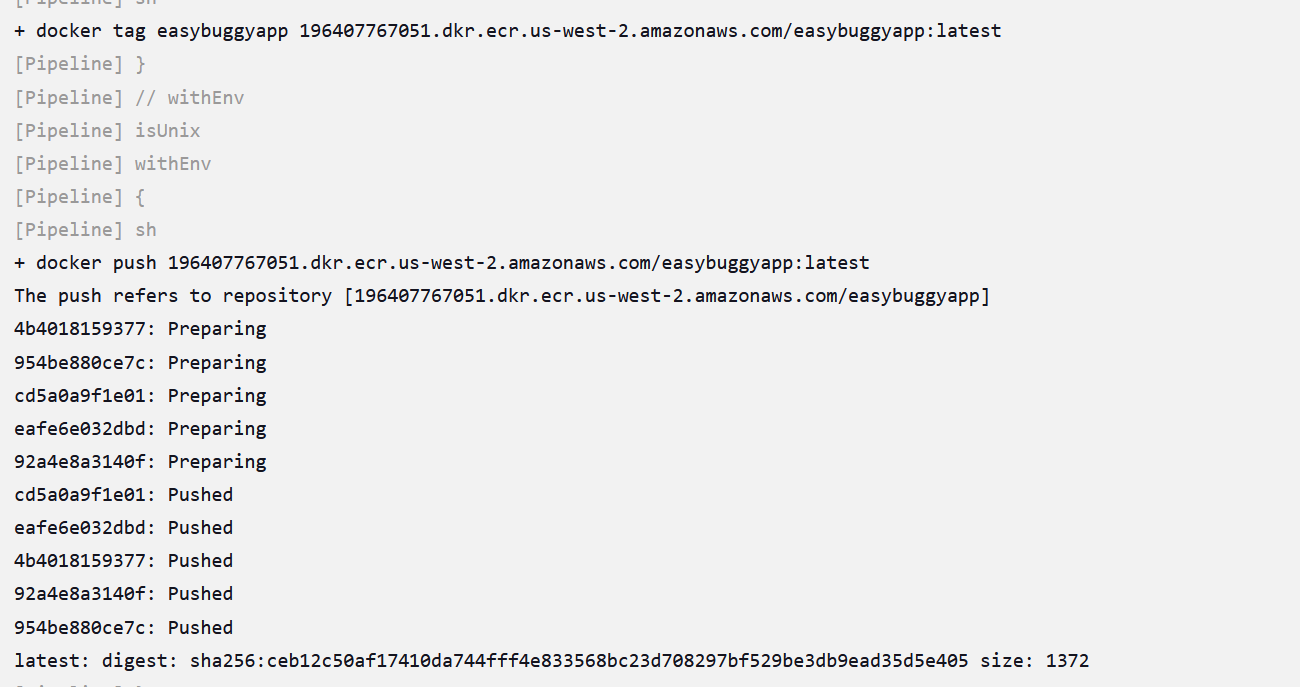 [Pipeline] sh
+ docker tag easybuggyapp 196407767051.dkr.ecr.us-west-2.amazonaws.com/easybuggyapp:latest
[Pipeline] }
[Pipeline] // withEnv
[Pipeline] isUnix
[Pipeline] withEnv
[Pipeline] {
[Pipeline] sh
+ docker push 196407767051.dkr.ecr.us-west-2.amazonaws.com/easybuggyapp:latest
The push refers to repository [196407767051.dkr.ecr.us-west-2.amazonaws.com/easybuggyapp]
4b4018159377: Preparing
954be880ce7c: Preparing
cd5a0a9f1e01: Preparing
eafe6e032dbd: Preparing
92a4e8a3140f: Preparing
cd5a0a9f1e01: Pushed
eafe6e032dbd: Pushed
4b4018159377: Pushed
92a4e8a3140f: Pushed
954be880ce7c: Pushed
latest: digest: sha256:ceb12c50af17410da744fff4e833568bc23d708297bf529be3db9ead35d5e405 size: 1372